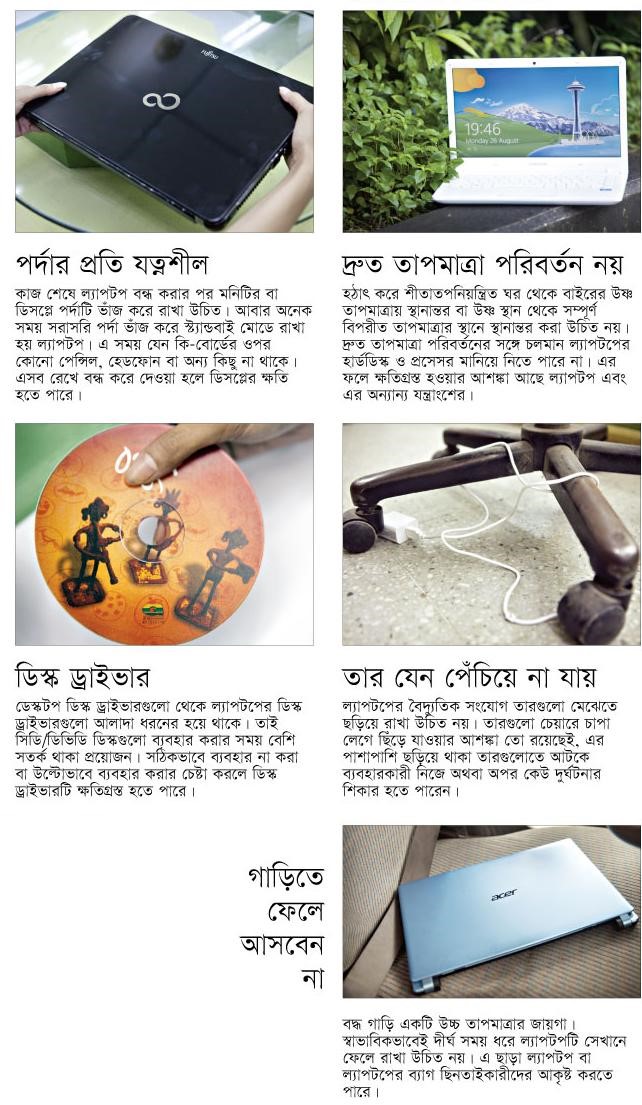 FUJITSU
19:46
Monday 26 August
পর্দার প্রতি যত্নশীল
কাজ শেষে ল্যাপটপ বন্ধ করার পর মনিটির বা
ডিসপ্লে পর্দাটি ভাঁজ করে রাখা উচিত। আবার অনেক
সময় সরাসরি পর্দা ভাঁজ করে স্ট্যান্ডবাই মোডে রাখা
হয় ল্যাপটপ। এ সময় যেন কি-বোর্ডের ওপর
কোনো পেন্সিল, হেডফোন বা অন্য কিছু না থাকে।
এসব রেখে বন্ধ করে দেওয়া হলে ডিসপ্লের ক্ষতি
হতে পারে।
দ্রুত তাপমাত্রা পরিবর্তন নয়
হঠাৎ করে শীতাতপনিয়ন্ত্রিত ঘর থেকে বাইরের উষ্ণ
তাপমাত্রায় স্থানান্তর বা উষ্ণ স্থান থেকে সম্পূর্ণ
বিপরীত তাপমাত্রার স্থানে স্থানান্তর করা উচিত নয়।
দ্রুত তাপমাত্রা পরিবর্তনের সঙ্গে চলমান ল্যাপটপের
হার্ডডিস্ক ও প্রসেসর মানিয়ে নিতে পারে না। এর
ফলে ক্ষতিগ্রস্ত হওয়ার আশঙ্কা আছে ল্যাপটপ এবং
এর অন্যান্য যন্ত্রাংশের।
ডিস্ক ড্রাইভার
ডেস্কটপ ডিস্ক ড্রাইভারগুলো থেকে ল্যাপটপের ডিস্ক
ড্রাইভারগুলো আলাদা ধরনের হয়ে থাকে। তাই
সিডি/ডিভিডি ডিস্কগুলো ব্যবহার করার সময় বেশি
সতর্ক থাকা প্রয়োজন। সঠিকভাবে ব্যবহার না করা
বা উল্টোভাবে ব্যবহার করার চেষ্টা করলে ডিস্ক
ড্রাইভারটি ক্ষতিগ্রস্ত হতে পারে।
তার যেন পেঁচিয়ে না যায়
ল্যাপটপের বৈদ্যুতিক সংযোগ তারগুলো মেঝেতে
ছড়িয়ে রাখা উচিত নয়। তারগুলো চেয়ারে চাপা
লেগে ছিঁড়ে যাওয়ার আশঙ্কা তো রয়েছেই, এর
পাশাপাশি ছড়িয়ে থাকা তারগুলোতে আটকে
ব্যবহারকারী নিজে অথবা অপর কেউ দুর্ঘটনার
শিকার হতে পারেন।
গাড়িতে
ফেলে
আসবেন
না
acer
বদ্ধ গাড়ি একটি উচ্চ তাপমাত্রার জায়গা।
স্বাভাবিকভাবেই দীর্ঘ সময় ধরে ল্যাপটপটি সেখানে
ফেলে রাখা উচিত নয়। এ ছাড়া ল্যাপটপ বা
ল্যাপটপের ব্যাগ ছিনতাইকারীদের আকৃষ্ট করতে
পারে।